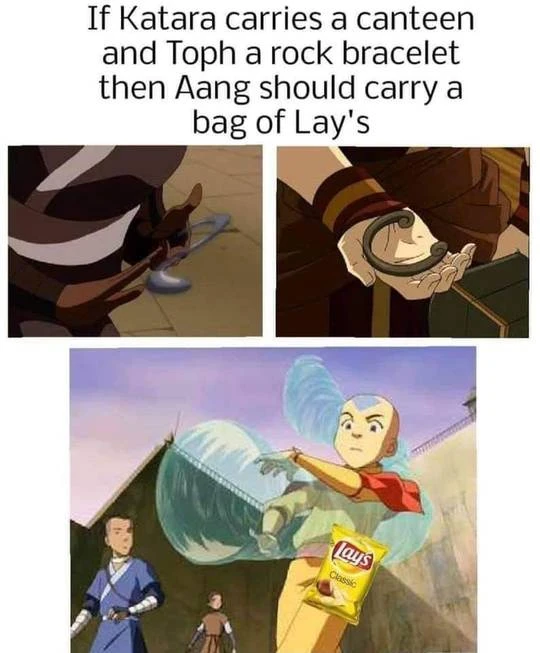 If Katara carries a canteen
and Toph a rock bracelet
then Aang should carry a
bag of Lay's
Lay's
Classic